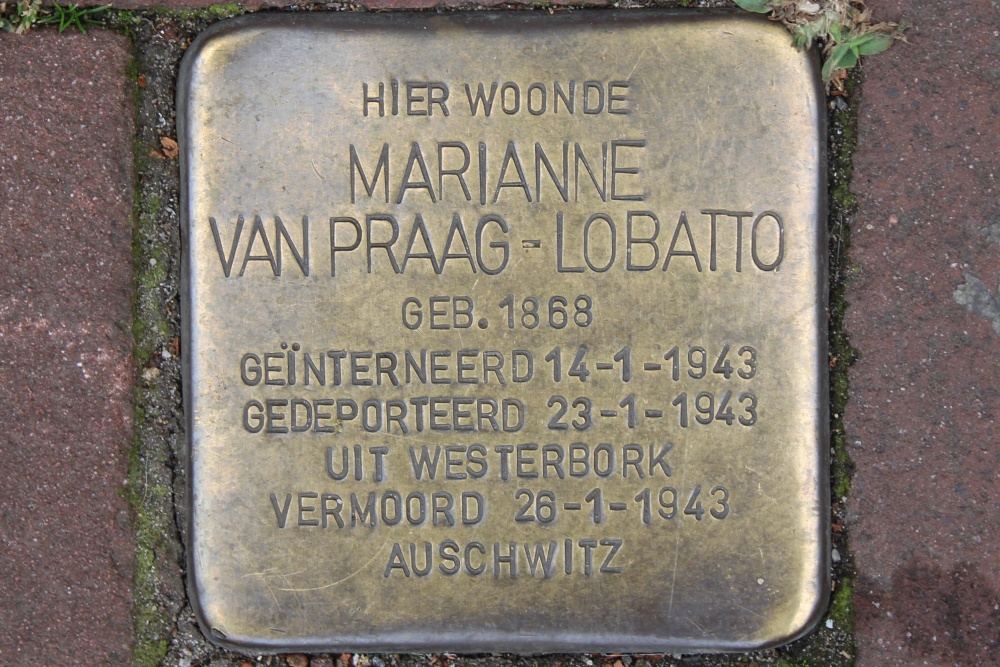 HIER WOONDE
MARIANNE
VAN PRAAG-LOBATTO
GEB. 1868
GEÏNTERNEERD 14-1-1943
GEDEPORTEERD 23-1-1943
UIT WESTERBORK
VERMOORD 26-1-1943
AUSCHWITZ